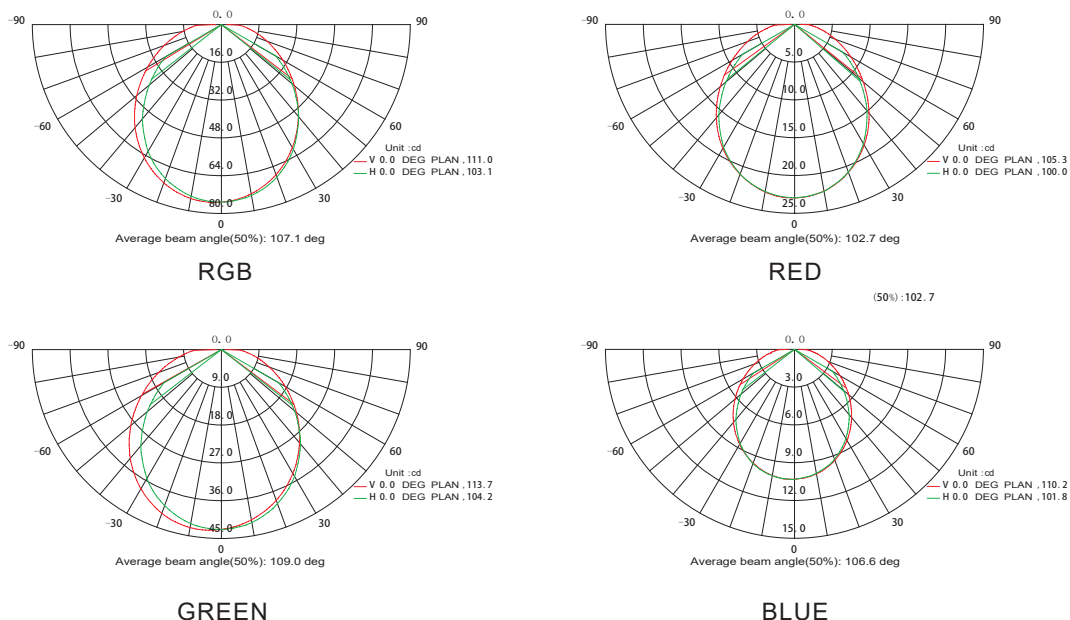 0. 0
-90 90
16. 0
32. 0
48. 0
64. 0
80. 0
-60 60
-30 30
0
Unit :cd
V 0.0 DEG PLAN ,111.0
H 0.0 DEG PLAN ,103.1
Average beam angle(50%): 107.1 deg
RGB
0. 0
-90 90
5. 0
10. 0
15. 0
20. 0
25. 0
-60 60
-30 30
0
Unit :cd
V 0.0 DEG PLAN ,105.3
H 0.0 DEG PLAN ,100.0
Average beam angle(50%): 102.7 deg
RED
(50%) :102. 7
0. 0
-90 90
9. 0
18. 0
27. 0
36. 0
45. 0
-60 60
-30 30
0
Unit :cd
V 0.0 DEG PLAN ,113.7
H 0.0 DEG PLAN ,104.2
Average beam angle(50%): 109.0 deg
GREEN
0. 0
-90 90
3. 0
6. 0
9. 0
12. 0
15. 0
-60 60
-30 30
0
Unit :cd
V 0.0 DEG PLAN ,110.2
H 0.0 DEG PLAN ,101.8
Average beam angle(50%): 106.6 deg
BLUE